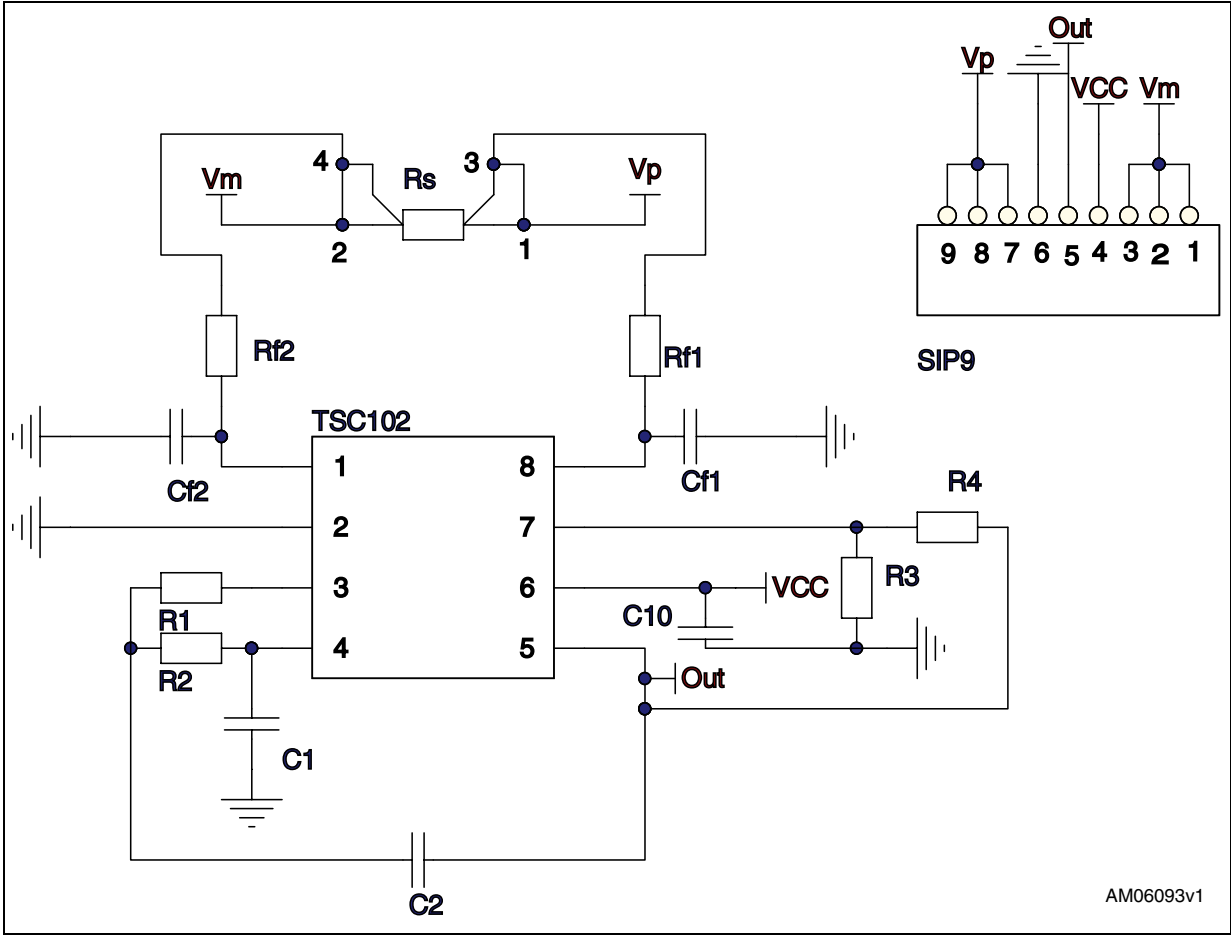 Out
Vp
VCC Vm
4 3
Vm Rs Vp
2 1
9 8 7 6 5 4 3 2 1
Rf2 Rf1
SIP9
TSC102
1 8
Cf2 Cf1 R4
2 7
3 6 VCC R3
R1 C10
4 5
R2 Out
C1
C2
AM06093v1